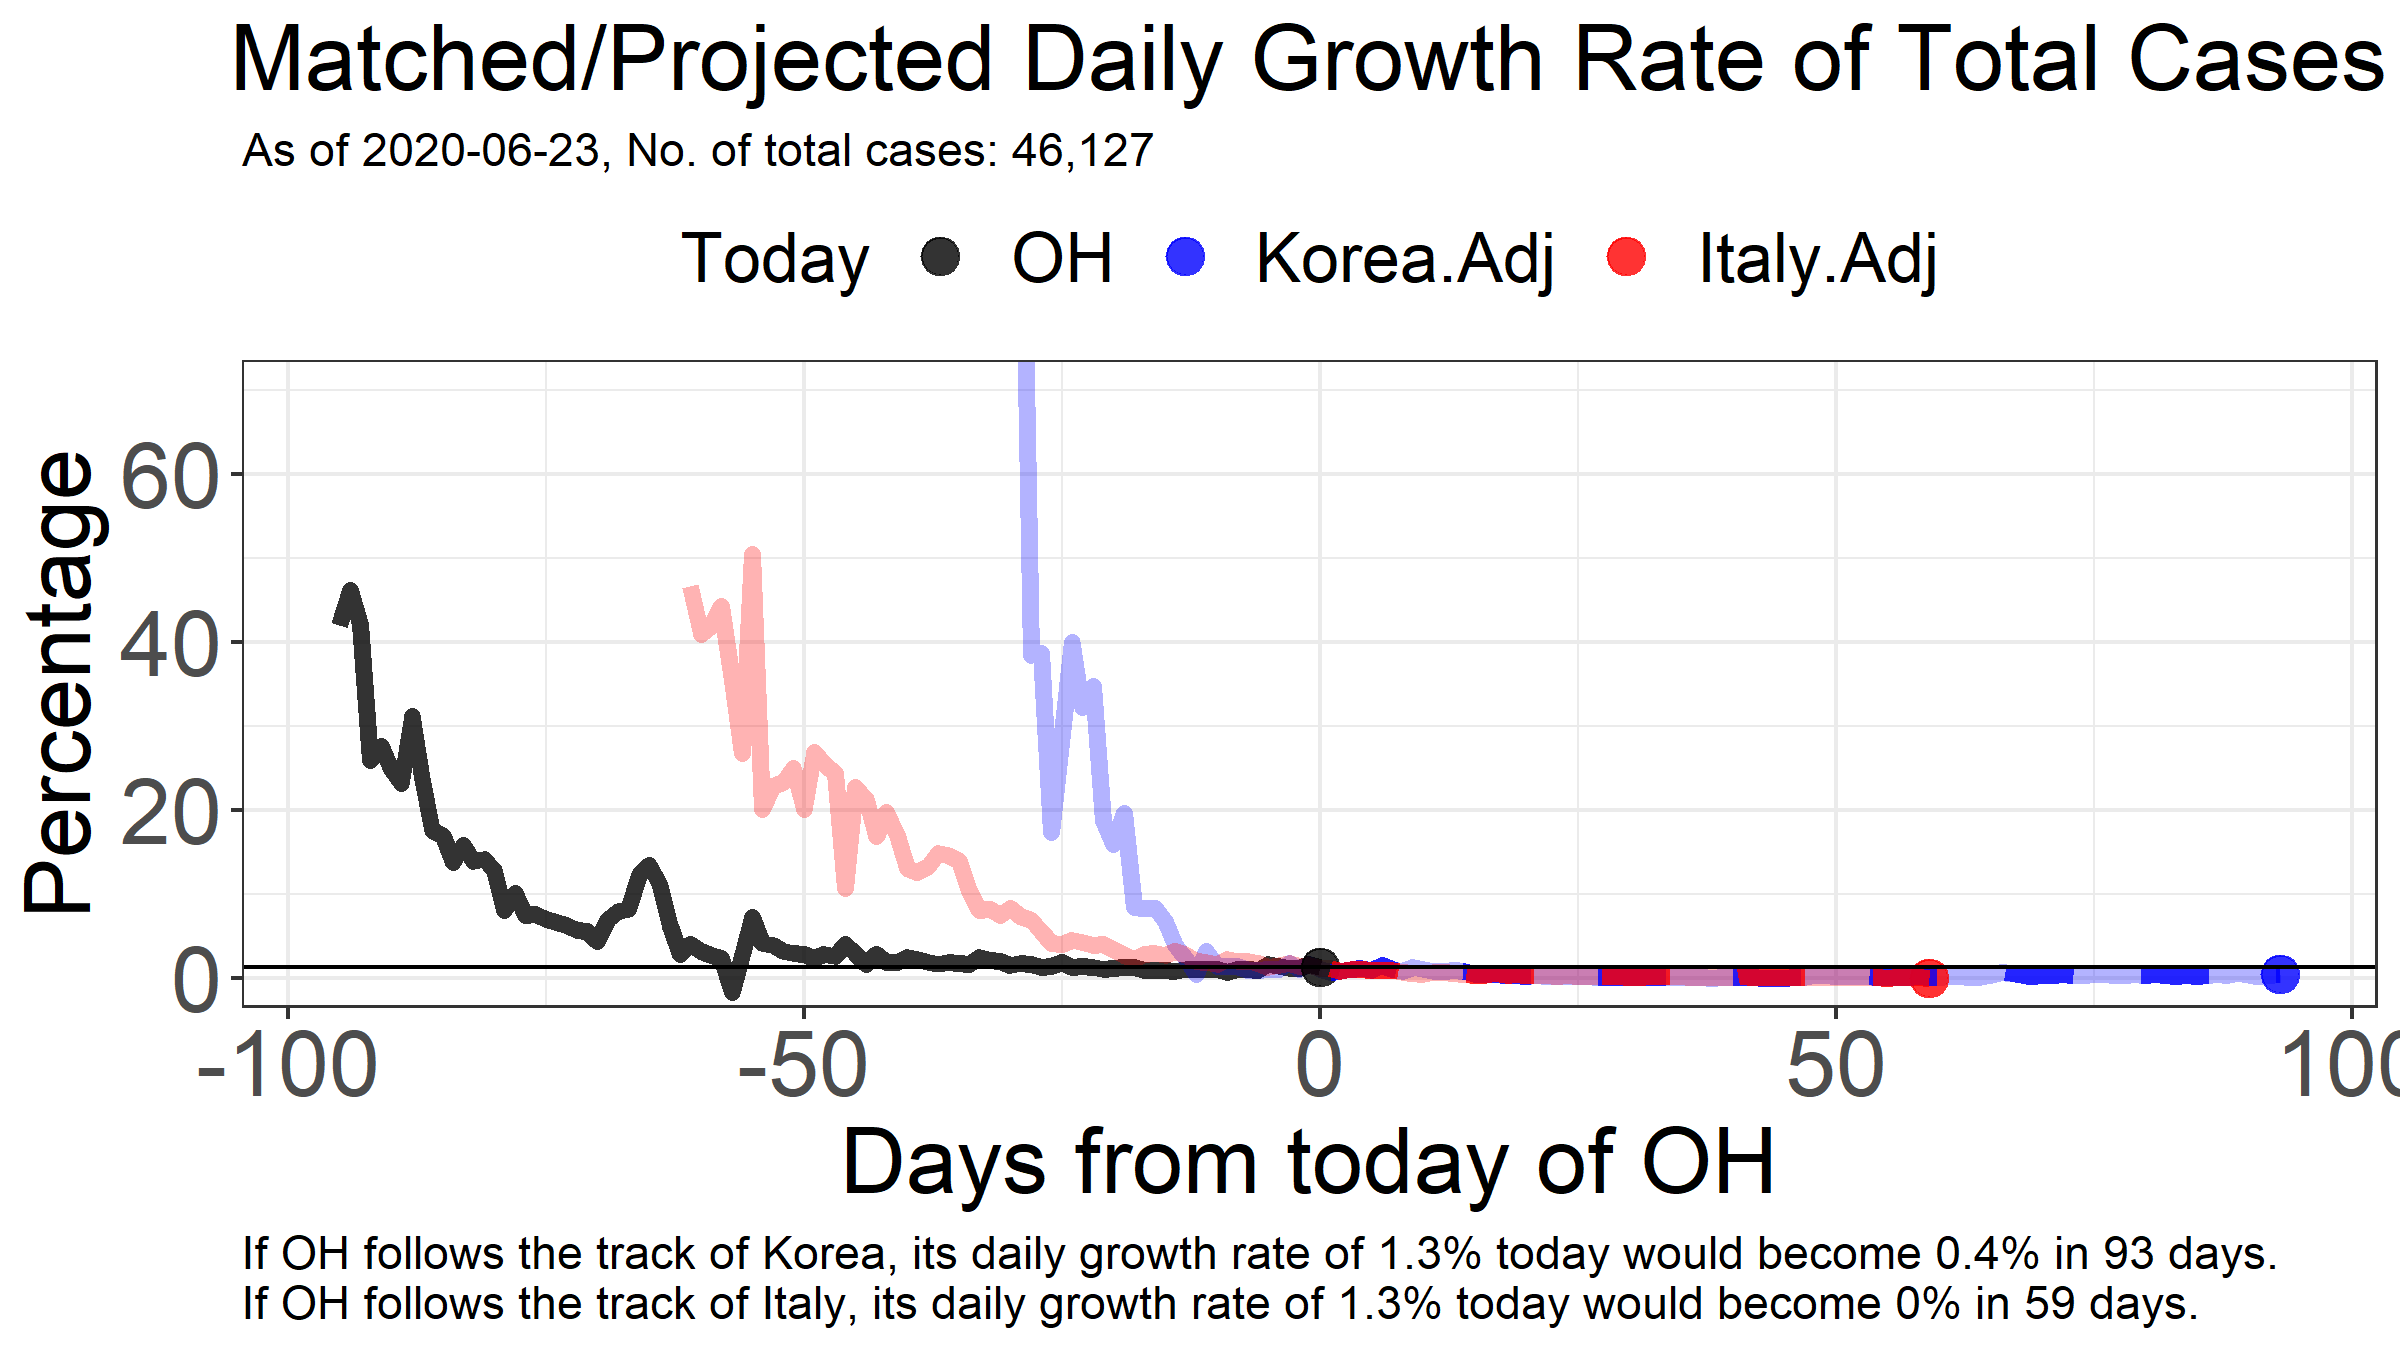 Matched/Projected Daily Growth Rate of Total Cases
As of 2020-06-23, No. of total cases: 46,127
Today OH Korea.Adj Italy.Adj
Percentage
60
40
20
0
-100 -50 0 50 100
Days from today of OH
If OH follows the track of Korea, its daily growth rate of 1.3% today would become 0.4% in 93 days.
If OH follows the track of Italy, its daily growth rate of 1.3% today would become 0% in 59 days.